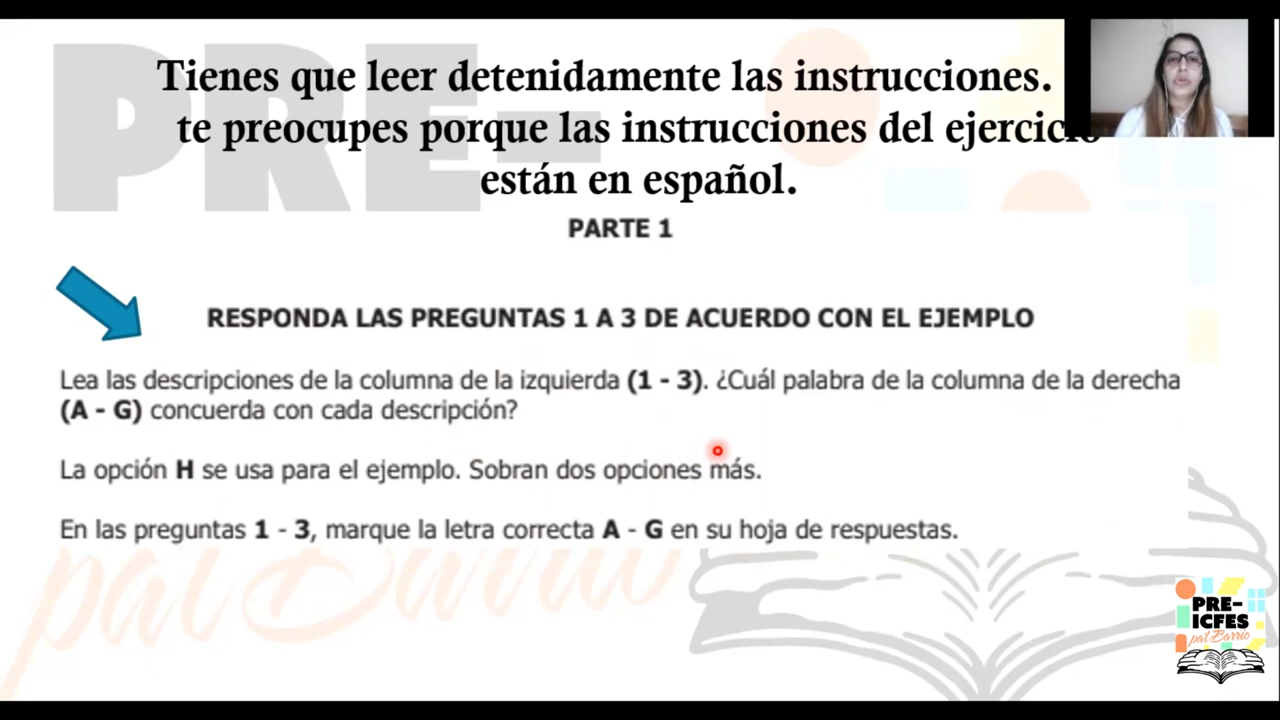 Tienes que leer detenidamente las instrucciones.
te preocupes porque las instrucciones del ejercicio
están en español.
PARTE 1
RESPONDA LAS PREGUNTAS 1 A 3 DE ACUERDO CON EL EJEMPLO
Lea las descripciones de la columna de la izquierda (1 - 3). ¿Cuál palabra de la columna de la derecha
(A - G) concuerda con cada descripción?
La opción H se usa para el ejemplo. Sobran dos opciones más.
En las preguntas 1 - 3, marque la letra correcta A - G en su hoja de respuestas.
PRE-
pal Barrio
PRE-
ICFES
pal Barrio